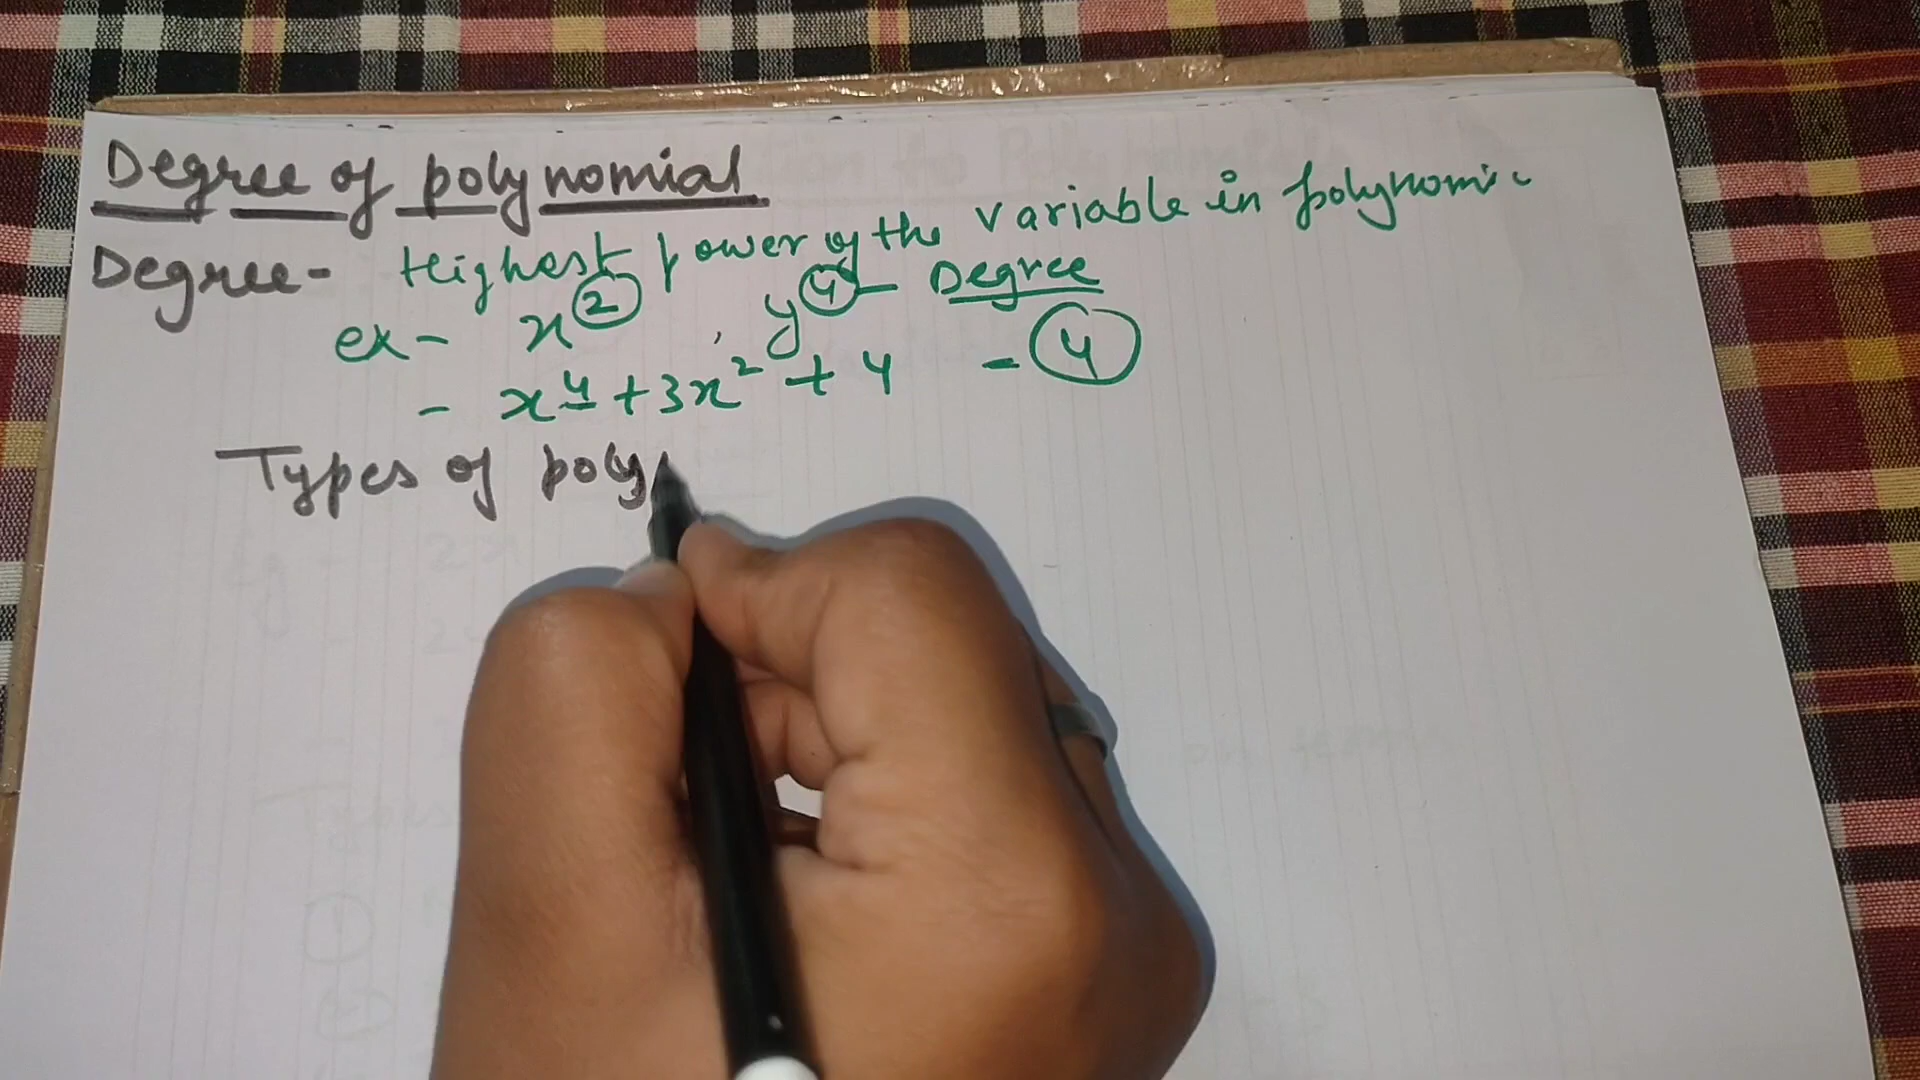 Degree of polynomial
Degree- Highest power of the variable in polynomi
ex- x², y⁴ - Degree
- x⁴ + 3x² + 4 - 4
Types of poly